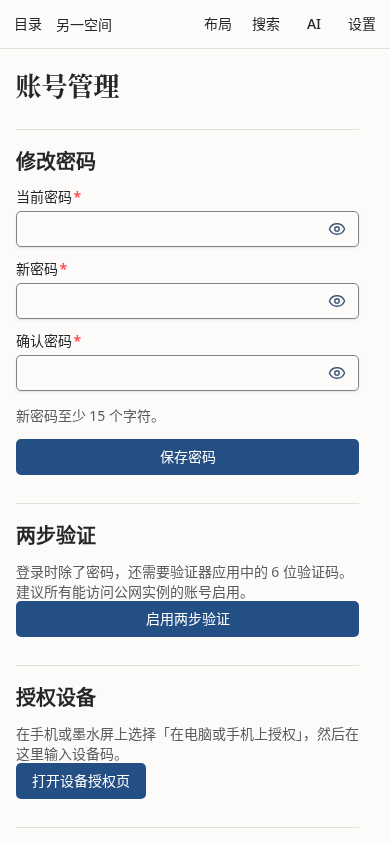 目录 另一空间 布局 搜索 AI 设置
账号管理
修改密码
当前密码*
新密码*
确认密码*
新密码至少 15 个字符。
保存密码
两步验证
登录时除了密码，还需要验证器应用中的 6 位验证码。
建议所有能访问公网实例的账号启用。
启用两步验证
授权设备
在手机或墨水屏上选择「在电脑或手机上授权」，然后在
这里输入设备码。
打开设备授权页